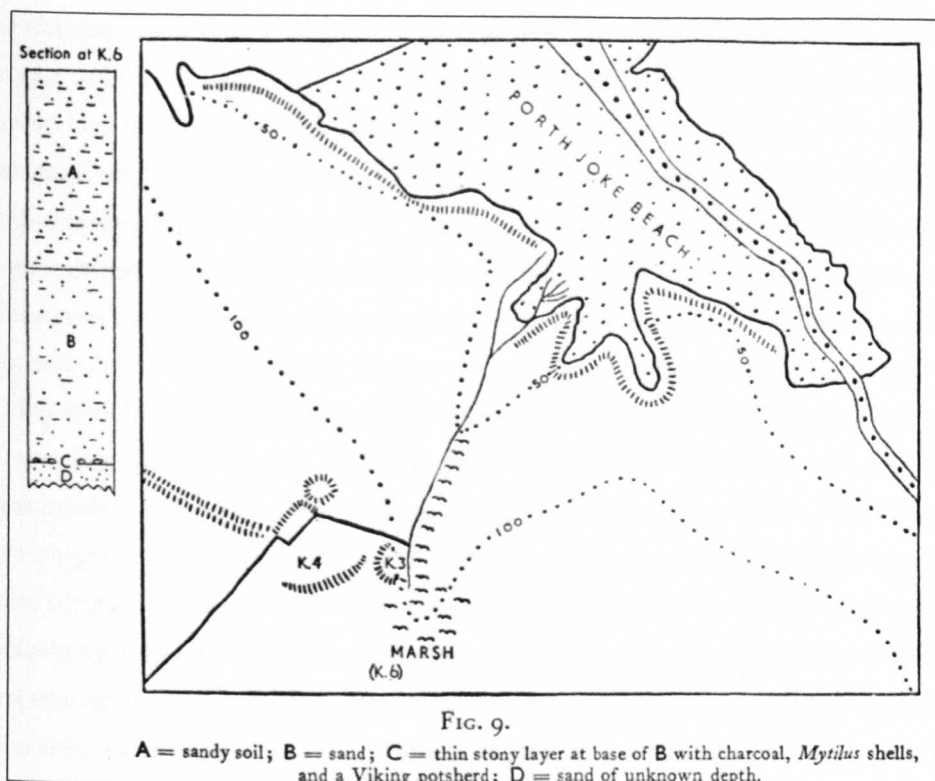 Section at K.6
A
B
C
D
PORTH JOKE BEACH
50
100
50
50
100
K.4
K.3
MARSH
(K.6)
FIG. 9.
A = sandy soil; B = sand; C = thin stony layer at base of B with charcoal, Mytilus shells,
and a Viking potsherd; D = sand of unknown depth.